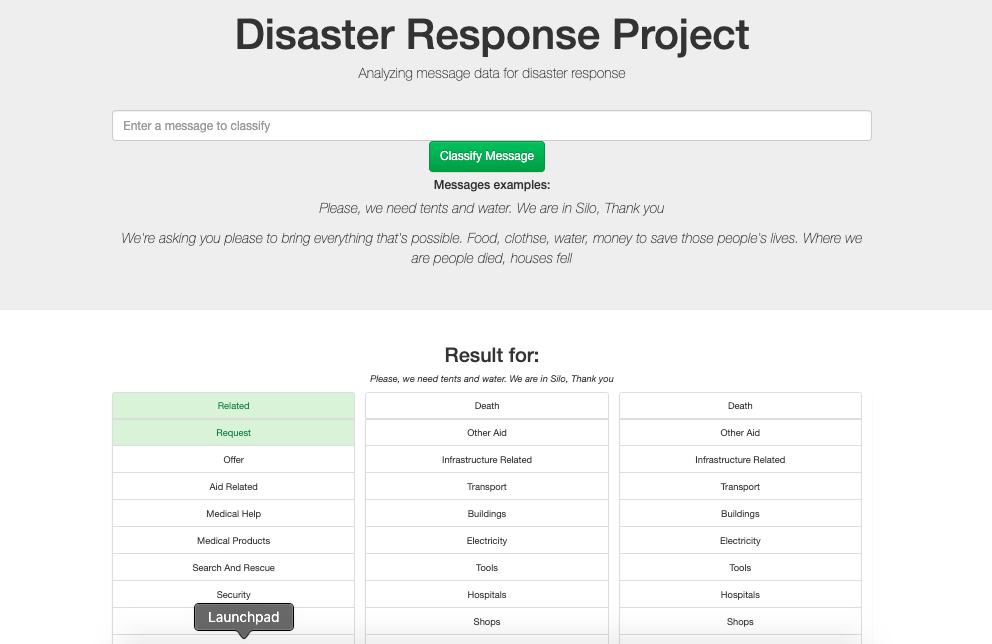 Disaster Response Project
Analyzing message data for disaster response
Enter a message to classify
Classify Message
Messages examples:
Please, we need tents and water. We are in Silo, Thank you
We're asking you please to bring everything that's possible. Food, clothse, water, money to save those people's lives. Where we
are people died, houses fell
Result for:
Please, we need tents and water. We are in Silo, Thank you
Related
Request
Offer
Aid Related
Medical Help
Medical Products
Search And Rescue
Security
Launchpad
Death
Other Aid
Infrastructure Related
Transport
Buildings
Electricity
Tools
Hospitals
Shops
Death
Other Aid
Infrastructure Related
Transport
Buildings
Electricity
Tools
Hospitals
Shops